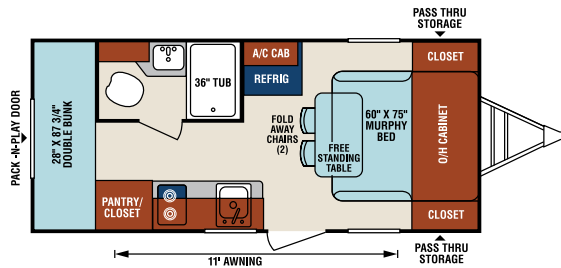 PASS THRU
STORAGE
PACK -N-PLAY DOOR
28" X 87 3/4"
DOUBLE BUNK
36" TUB
A/C CAB
REFRIG
CLOSET
FOLD
AWAY
CHAIRS
(2)
FREE
STANDING
TABLE
60" X 75"
MURPHY
BED
O/H CABINET
PANTRY/
CLOSET
CLOSET
PASS THRU
STORAGE
11' AWNING